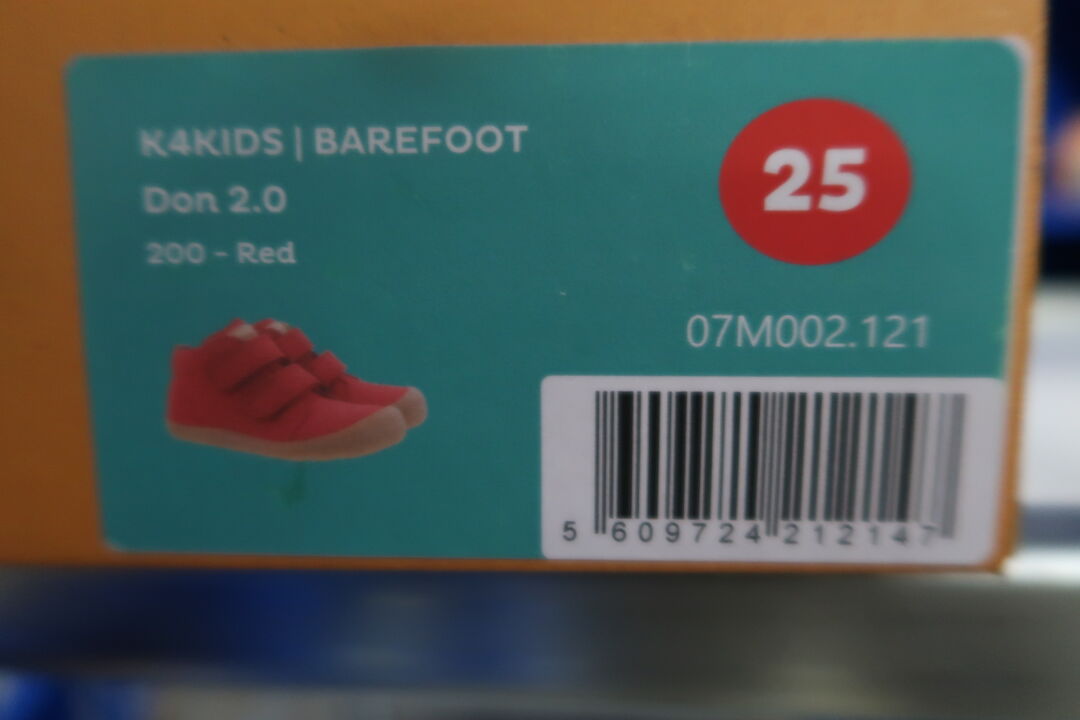 K4KIDS | BAREFOOT
Don 2.0
200 - Red
25
07M002.121
5 609724 212147